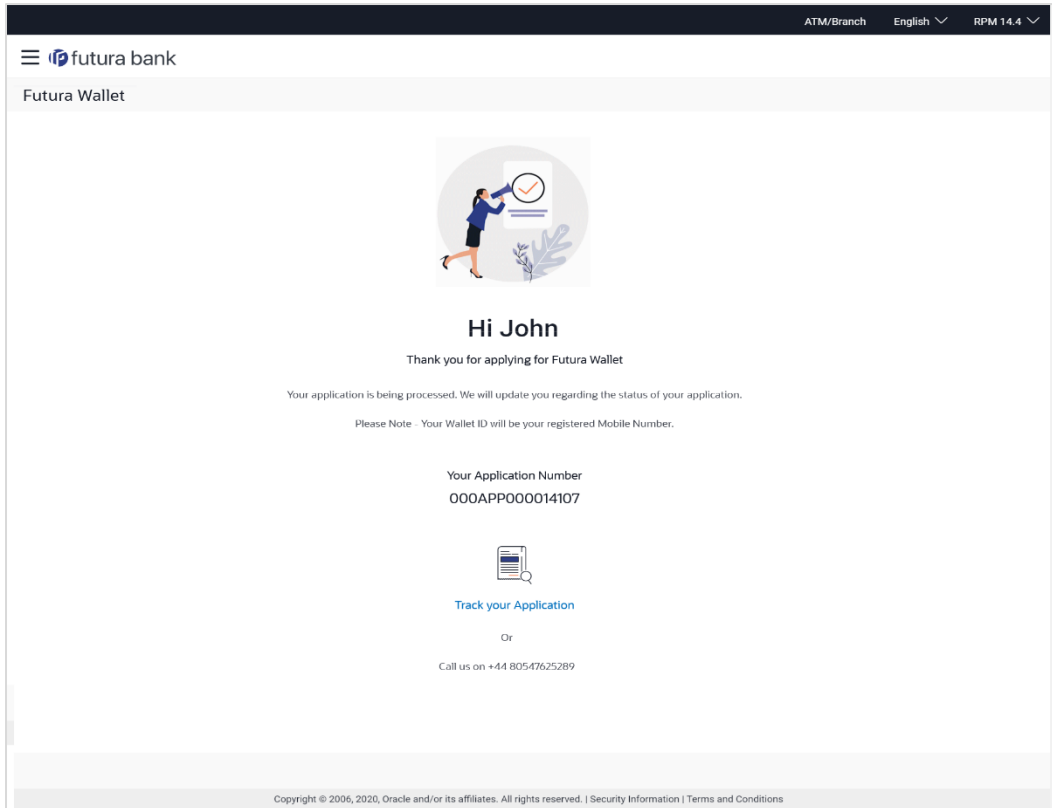 ATM/Branch English RPM 14.4
futura bank
Futura Wallet
Hi John
Thank you for applying for Futura Wallet
Your application is being processed. We will update you regarding the status of your application.
Please Note - Your Wallet ID will be your registered Mobile Number.
Your Application Number
000APP000014107
Track your Application
Or
Call us on +44 80547625289
Copyright © 2006, 2020, Oracle and/or its affiliates. All rights reserved. | Security Information | Terms and Conditions